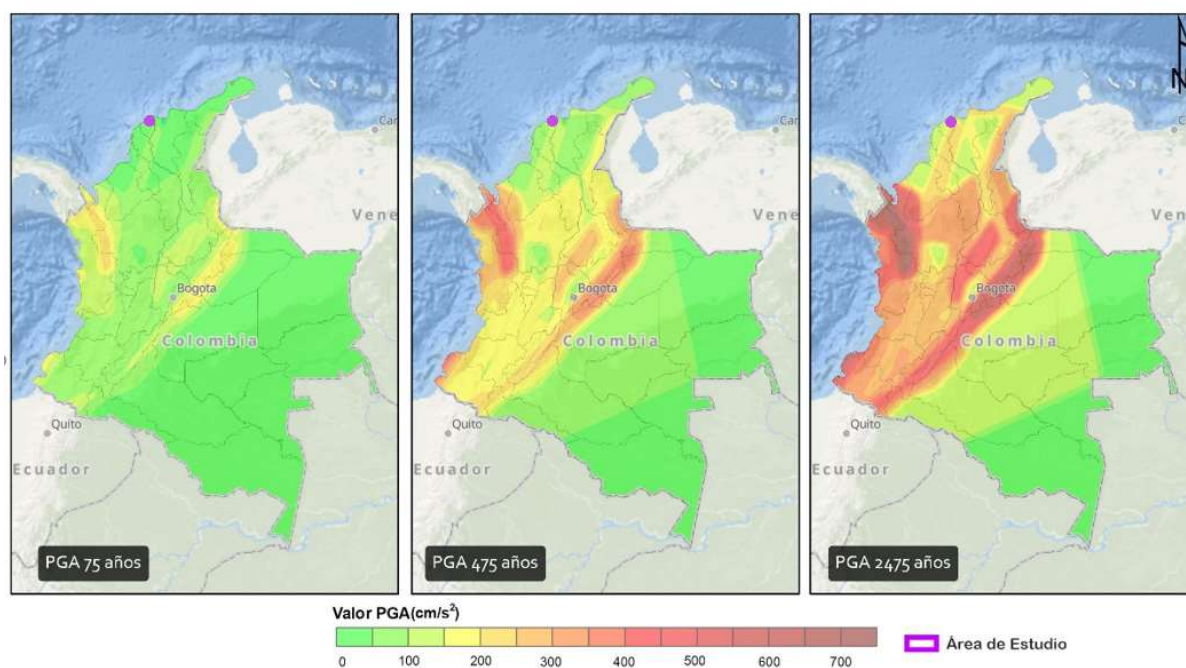 Vene
Bogota
Colombia
Quito
Ecuador
PGA 75 años
Vene
Bogota
Colombia
Quito
Ecuador
PGA 475 años
N
Vene
Bogota
Colombia
Quito
Ecuador
PGA 2475 años
Valor PGA(cm/s²)
0 100 200 300 400 500 600 700
Área de Estudio